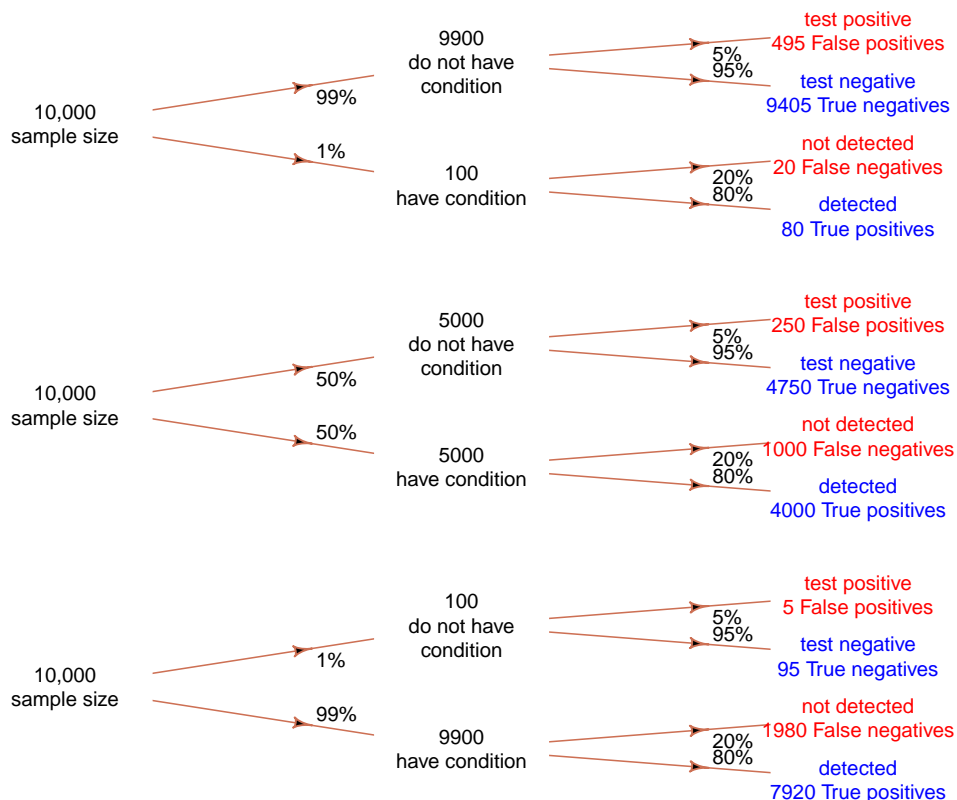 10,000
sample size
99%
1%
9900
do not have
condition
100
have condition
5%
95%
20%
80%
test positive
495 False positives
test negative
9405 True negatives
not detected
20 False negatives
detected
80 True positives
10,000
sample size
50%
50%
5000
do not have
condition
5000
have condition
5%
95%
20%
80%
test positive
250 False positives
test negative
4750 True negatives
not detected
1000 False negatives
detected
4000 True positives
10,000
sample size
1%
99%
100
do not have
condition
9900
have condition
5%
95%
20%
80%
test positive
5 False positives
test negative
95 True negatives
not detected
1980 False negatives
detected
7920 True positives